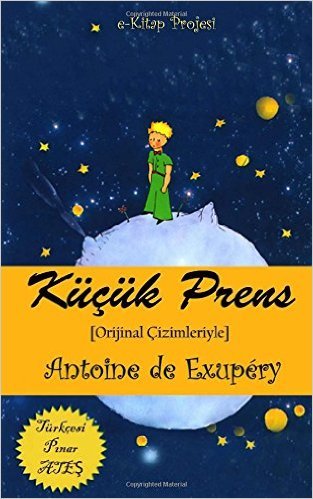 e-Kitap Projesi
Küçük Prens
[Orijinal Çizimleriyle]
Antoine de Exupéry
Türkçesi
Pınar
ATEŞ